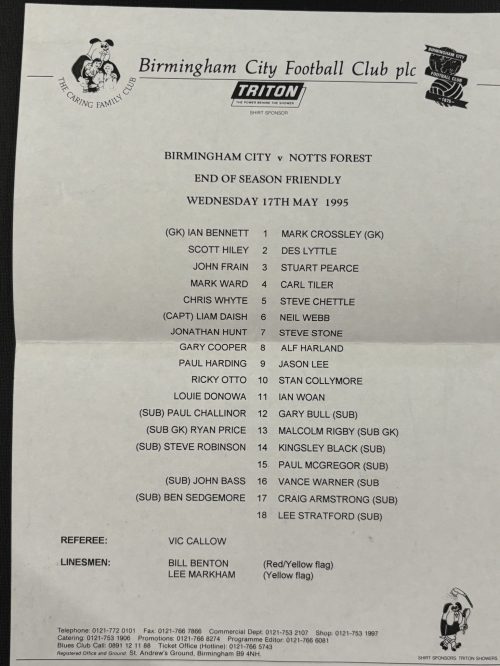 Birmingham City Football Club plc
THE CARING FAMILY CLUB
BIRMINGHAM CITY
FOOTBALL CLUB
1875
TRITON
THE POWER BEHIND THE SHOWER
SHIRT SPONSOR
BIRMINGHAM CITY v NOTTS FOREST
END OF SEASON FRIENDLY
WEDNESDAY 17TH MAY 1995
(GK) IAN BENNETT 1 MARK CROSSLEY (GK)
SCOTT HILEY 2 DES LYTTLE
JOHN FRAIN 3 STUART PEARCE
MARK WARD 4 CARL TILER
CHRIS WHYTE 5 STEVE CHETTLE
(CAPT) LIAM DAISH 6 NEIL WEBB
JONATHAN HUNT 7 STEVE STONE
GARY COOPER 8 ALF HARLAND
PAUL HARDING 9 JASON LEE
RICKY OTTO 10 STAN COLLYMORE
LOUIE DONOWA 11 IAN WOAN
(SUB) PAUL CHALLINOR 12 GARY BULL (SUB)
(SUB GK) RYAN PRICE 13 MALCOLM RIGBY (SUB GK)
(SUB) STEVE ROBINSON 14 KINGSLEY BLACK (SUB)
15 PAUL MCGREGOR (SUB)
(SUB) JOHN BASS 16 VANCE WARNER (SUB
(SUB) BEN SEDGEMORE 17 CRAIG ARMSTRONG (SUB)
18 LEE STRATFORD (SUB)
REFEREE: VIC CALLOW
LINESMEN: BILL BENTON (Red/Yellow flag)
LEE MARKHAM (Yellow flag)
Telephone: 0121-772 0101 Fax: 0121-766 7866 Commercial Dept: 0121-753 2107 Shop: 0121-753 1997
Catering: 0121-753 1906 Promotions: 0121-766 8274 Programme Editor: 0121-766 6081
Blues Club Call: 0891 12 11 88 Ticket Office (Hotline): 0121-766 5743
Registered Office and Ground: St. Andrew's Ground, Birmingham B9 4NH.
SHIRT SPONSORS TRITON SHOWERS